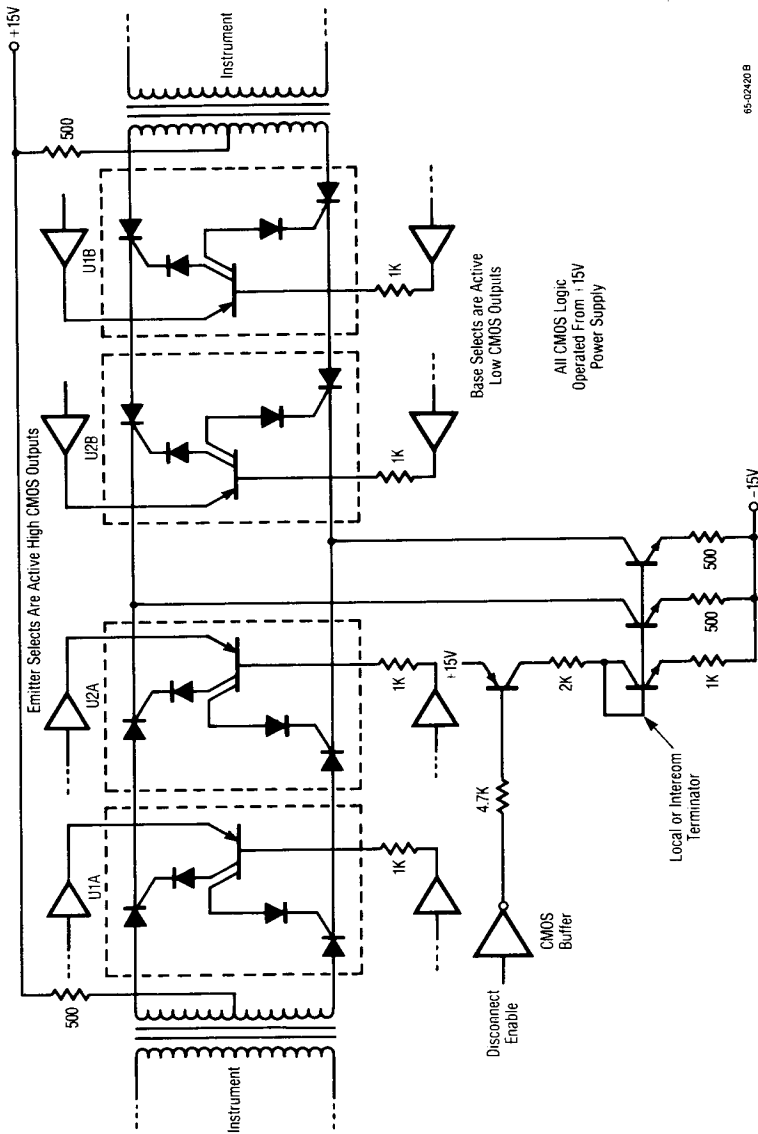 +15V
Emitter Selects Are Active High CMOS Outputs
500
500
U1A
U2A
U2B
U1B
Instrument
Instrument
1K
1K
1K
1K
+15V
Base Selects are Active
Low CMOS Outputs
All CMOS Logic
Operated From +15V
Power Supply
Disconnect
Enable
CMOS
Buffer
4.7K
2K
Local or Intereom
Terminator
1K
500
500
−15V
65-02420B